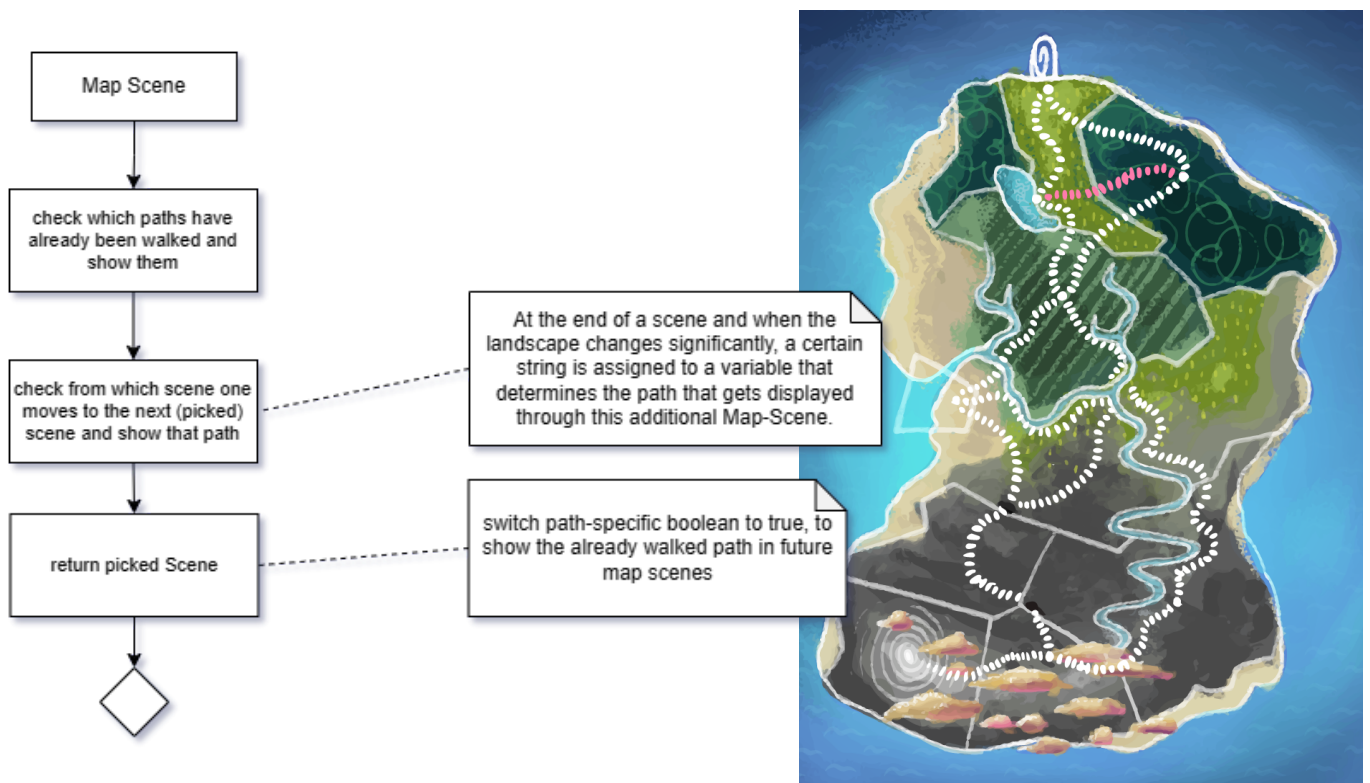 Map Scene
check which paths have
already been walked and
show them
check from which scene one
moves to the next (picked)
scene and show that path
return picked Scene
At the end of a scene and when the
landscape changes significantly, a certain
string is assigned to a variable that
determines the path that gets displayed
through this additional Map-Scene.
switch path-specific boolean to true, to
show the already walked path in future
map scenes